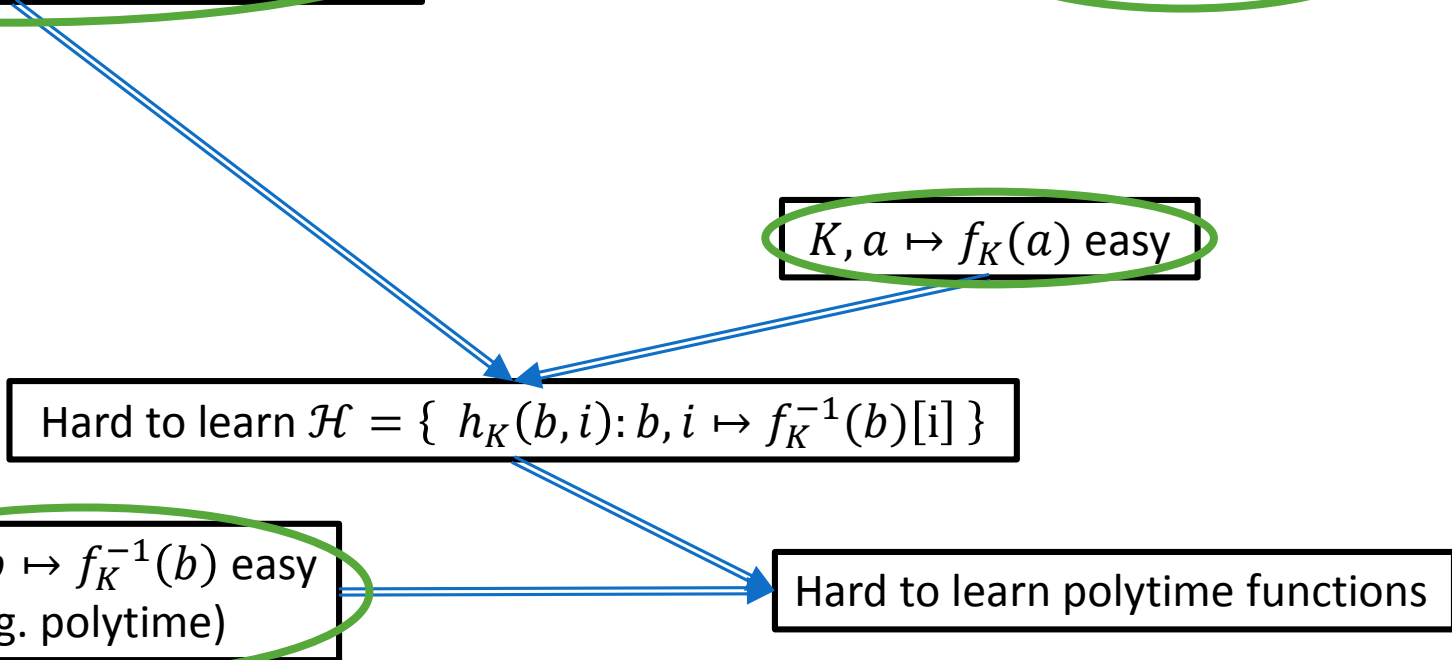 K, a ↦ f_K(a) easy
Hard to learn ℋ = { h_K(b, i): b, i ↦ f_K^{-1}(b)[i] }
↦ f_K^{-1}(b) easy
g. polytime)
Hard to learn polytime functions